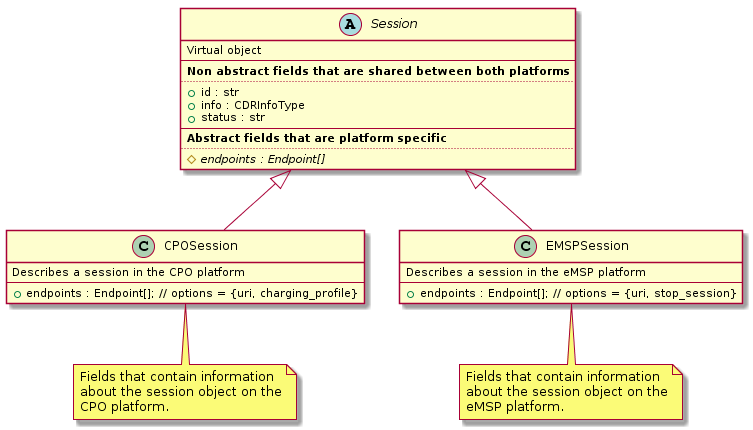 A Session
Virtual object
Non abstract fields that are shared between both platforms
id : str
info : CDRInfoType
status : str
Abstract fields that are platform specific
endpoints : Endpoint[]
C CPOSession
Describes a session in the CPO platform
endpoints : Endpoint[]; // options = {uri, charging_profile}
C EMSPSession
Describes a session in the eMSP platform
endpoints : Endpoint[]; // options = {uri, stop_session}
Fields that contain information
about the session object on the
CPO platform.
Fields that contain information
about the session object on the
eMSP platform.